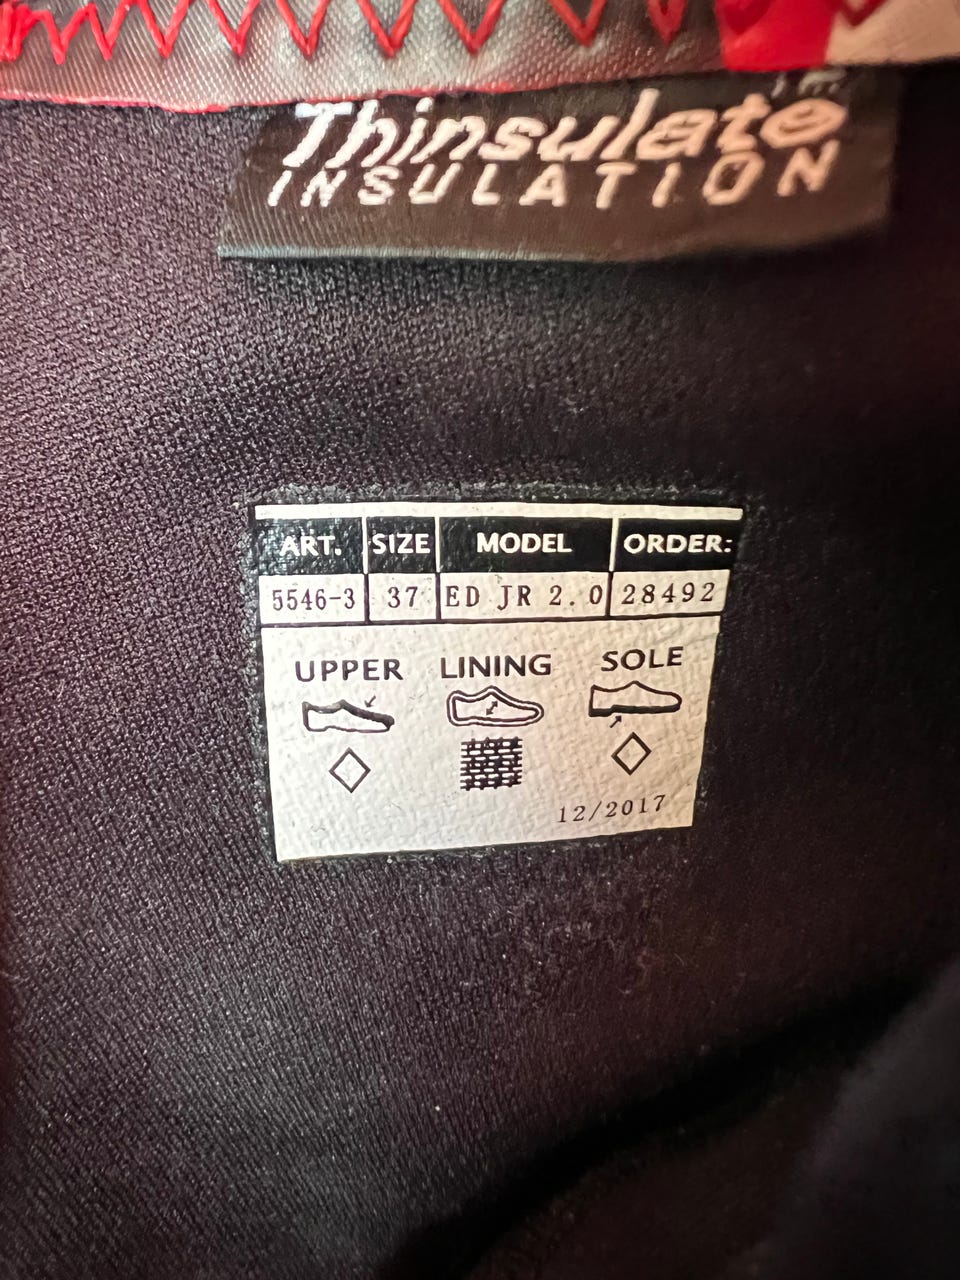 Thinsulate
INSULATION
ART. SIZE MODEL ORDER:
5546-3 37 ED JR 2.0 28492
UPPER LINING SOLE
12/2017